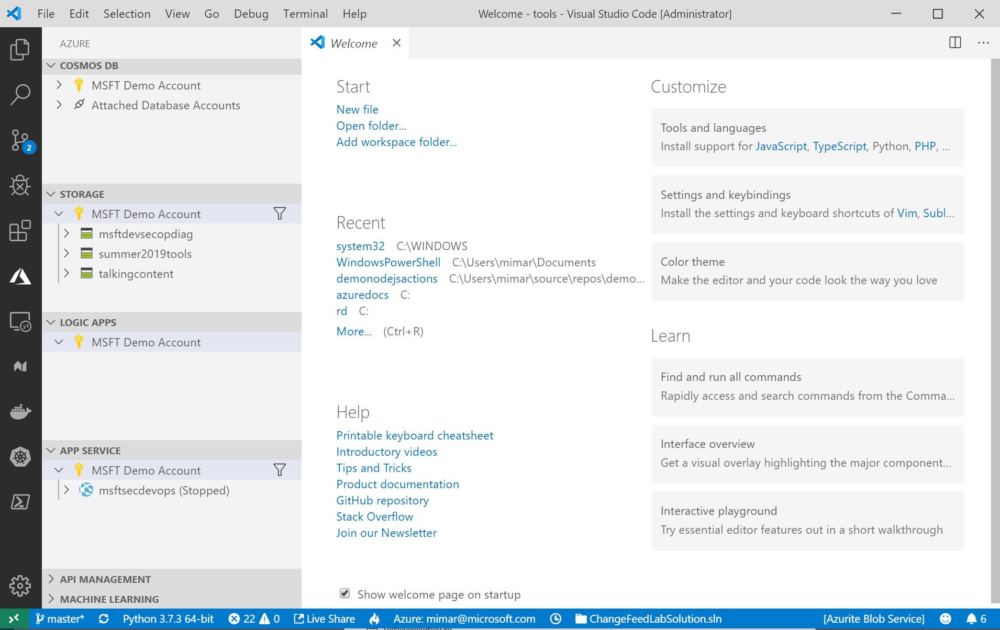 File Edit Selection View Go Debug Terminal Help Welcome - tools - Visual Studio Code [Administrator]
AZURE
COSMOS DB
MSFT Demo Account
Attached Database Accounts
2
STORAGE
MSFT Demo Account
msftdevsecopdiag
summer2019tools
talkingcontent
LOGIC APPS
MSFT Demo Account
APP SERVICE
MSFT Demo Account
msftsecdevops (Stopped)
API MANAGEMENT
MACHINE LEARNING
Welcome
Start
New file
Open folder...
Add workspace folder...
Recent
system32 C:\WINDOWS
WindowsPowerShell C:\Users\mimar\Documents
demonodejsactions C:\Users\mimar\source\repos\demo...
azuredocs C:
rd C:
More... (Ctrl+R)
Help
Printable keyboard cheatsheet
Introductory videos
Tips and Tricks
Product documentation
GitHub repository
Stack Overflow
Join our Newsletter
Show welcome page on startup
Customize
Tools and languages
Install support for JavaScript, TypeScript, Python, PHP, ...
Settings and keybindings
Install the settings and keyboard shortcuts of Vim, Subl...
Color theme
Make the editor and your code look the way you love
Learn
Find and run all commands
Rapidly access and search commands from the Comma...
Interface overview
Get a visual overlay highlighting the major component...
Interactive playground
Try essential editor features out in a short walkthrough
master* Python 3.7.3 64-bit 22 0 Live Share Azure: mimar@microsoft.com ChangeFeedLabSolution.sln [Azurite Blob Service] 6